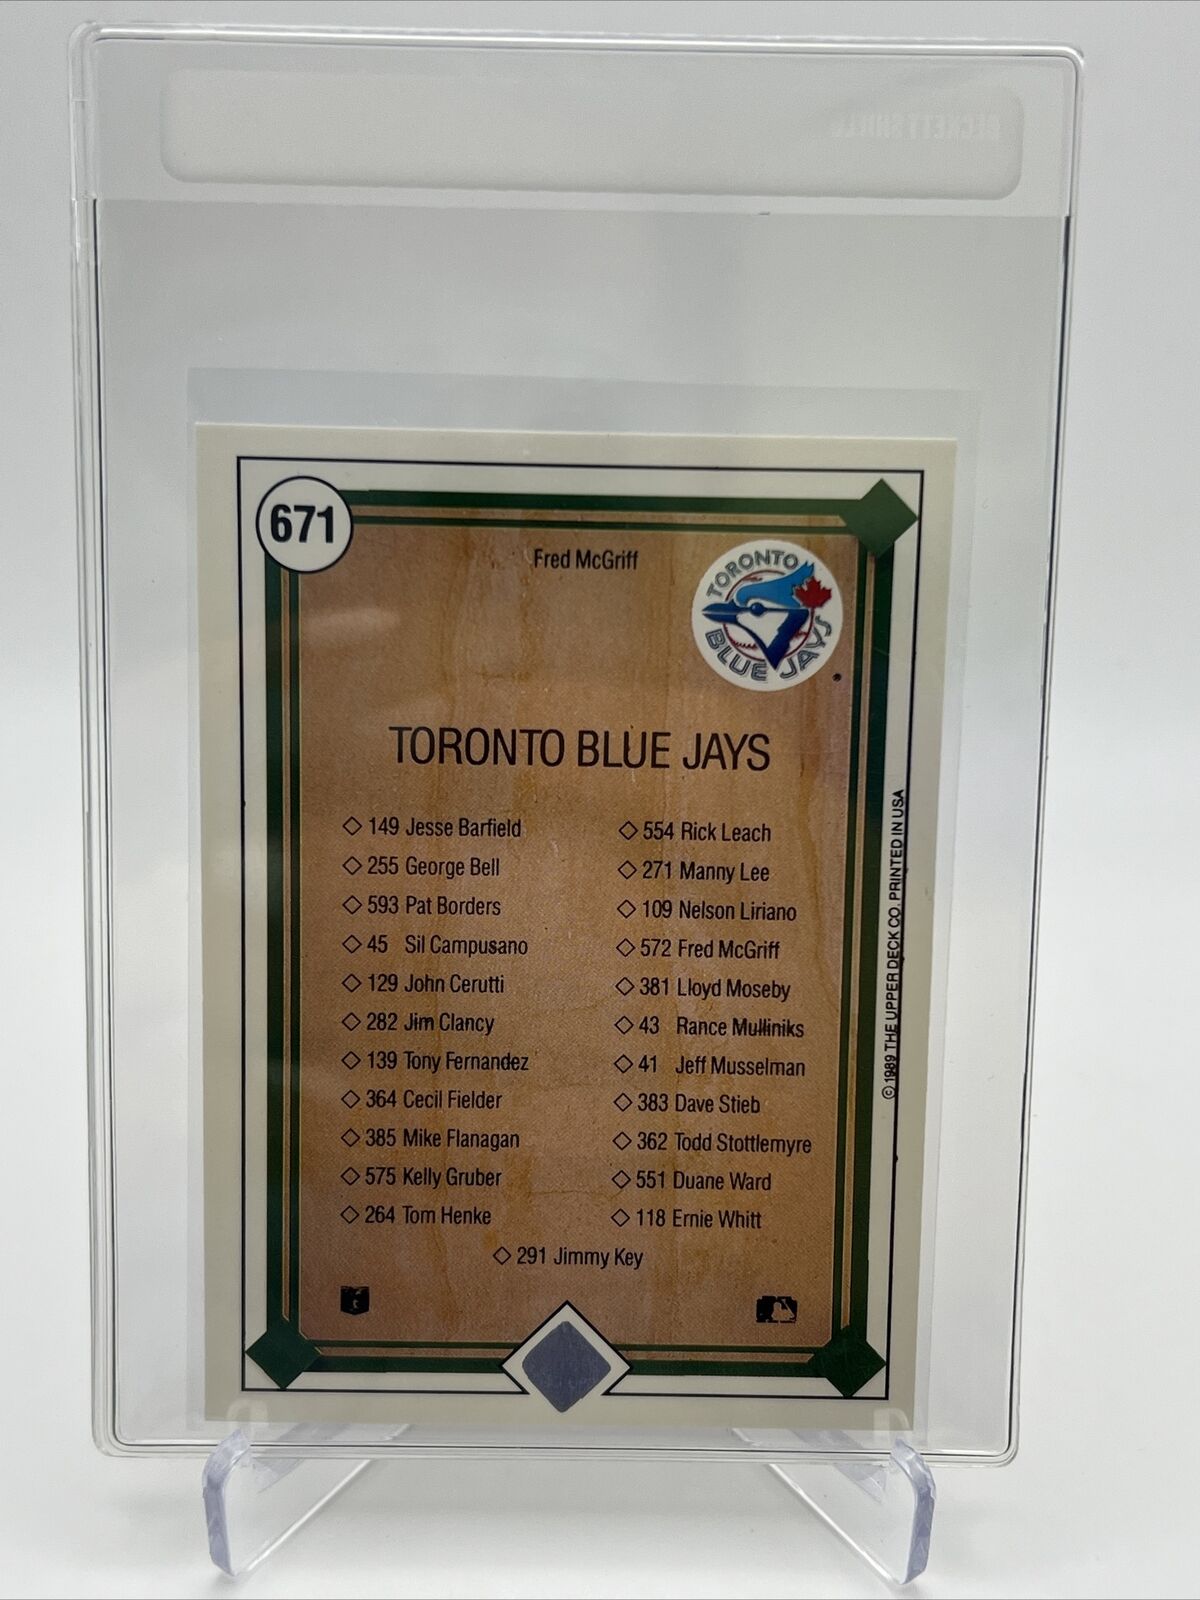 671
Fred McGriff
TORONTO
BLUE JAYS
®
TORONTO BLUE JAYS
149 Jesse Barfield
255 George Bell
593 Pat Borders
45 Sil Campusano
129 John Cerutti
282 Jim Clancy
139 Tony Fernandez
364 Cecil Fielder
385 Mike Flanagan
575 Kelly Gruber
264 Tom Henke
554 Rick Leach
271 Manny Lee
109 Nelson Liriano
572 Fred McGriff
381 Lloyd Moseby
43 Rance Mulliniks
41 Jeff Musselman
383 Dave Stieb
362 Todd Stottlemyre
551 Duane Ward
118 Ernie Whitt
291 Jimmy Key
© 1989 THE UPPER DECK CO. PRINTED IN USA